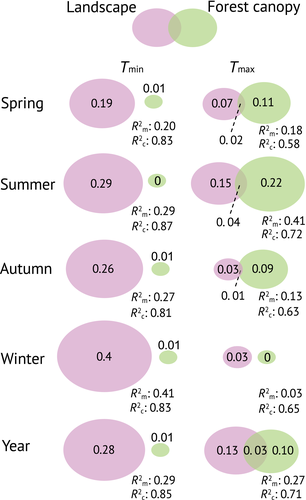 Landscape Forest canopy
Tmin Tmax
Spring 0.19 0.01 0.07 0.11
0.02
R²m: 0.20 R²m: 0.18
R²c: 0.83 R²c: 0.58
Summer 0.29 0 0.15 0.22
0.04
R²m: 0.29 R²m: 0.41
R²c: 0.87 R²c: 0.72
Autumn 0.26 0.01 0.03 0.09
0.01
R²m: 0.27 R²m: 0.13
R²c: 0.81 R²c: 0.63
Winter 0.4 0.01 0.03 0
R²m: 0.41 R²m: 0.03
R²c: 0.83 R²c: 0.65
Year 0.28 0.01 0.13 0.03 0.10
R²m: 0.29 R²m: 0.27
R²c: 0.85 R²c: 0.71